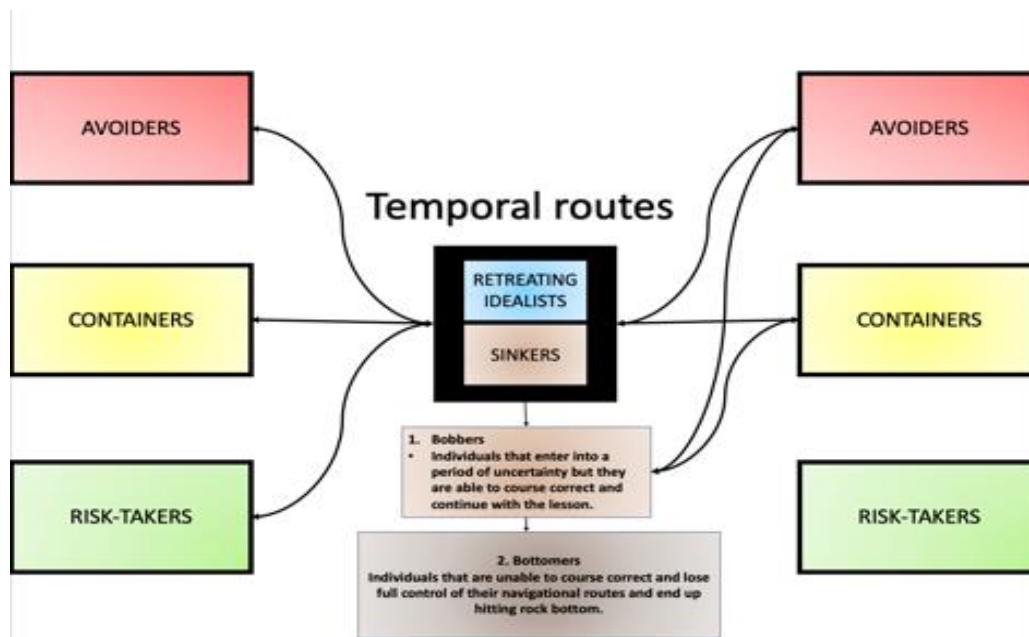 AVOIDERS
AVOIDERS
Temporal routes
RETREATING
IDEALISTS
CONTAINERS
CONTAINERS
SINKERS
1. Bobbers
• Individuals that enter into a
period of uncertainty but they
are able to course correct and
continue with the lesson.
RISK-TAKERS
RISK-TAKERS
2. Bottomers
Individuals that are unable to course correct and lose
full control of their navigational routes and end up
hitting rock bottom.